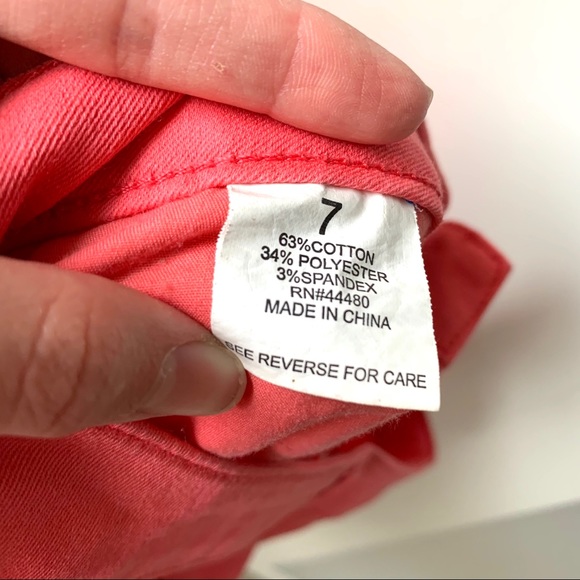 7
63%COTTON
34% POLYESTER
3%SPANDEX
RN#44480
MADE IN CHINA
SEE REVERSE FOR CARE